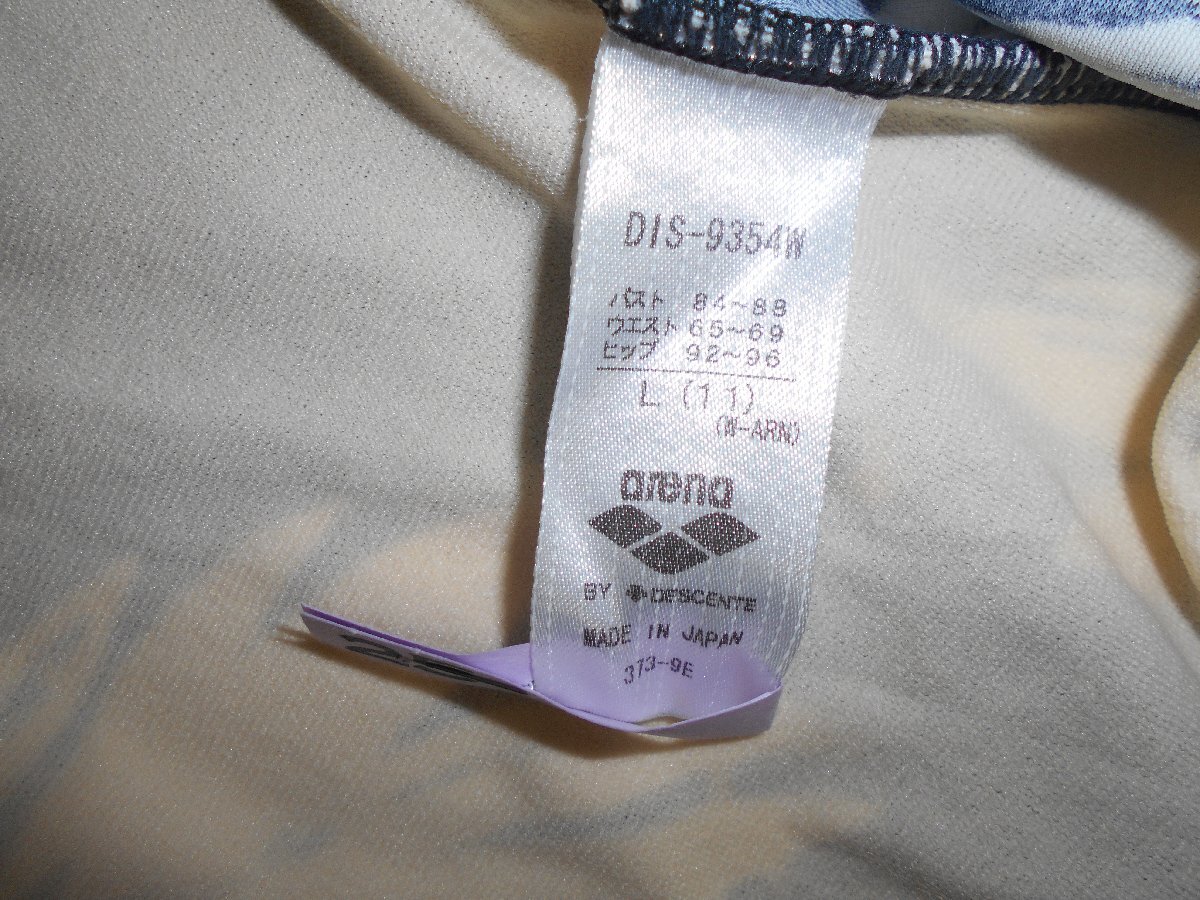 DIS-9354W
バスト 84~88
ウエスト 65~69
ヒップ 92~96
L (11)
(W-ARN)
arena
BY DESCENTE
MADE IN JAPAN
373-9E